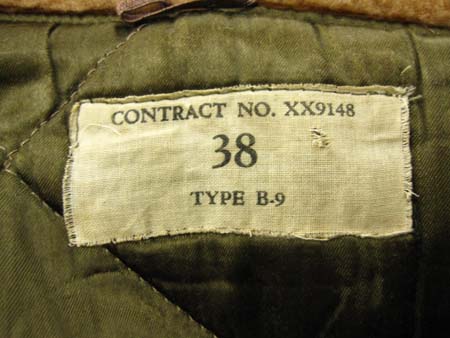 CONTRACT NO. XX9148
38
TYPE B-9